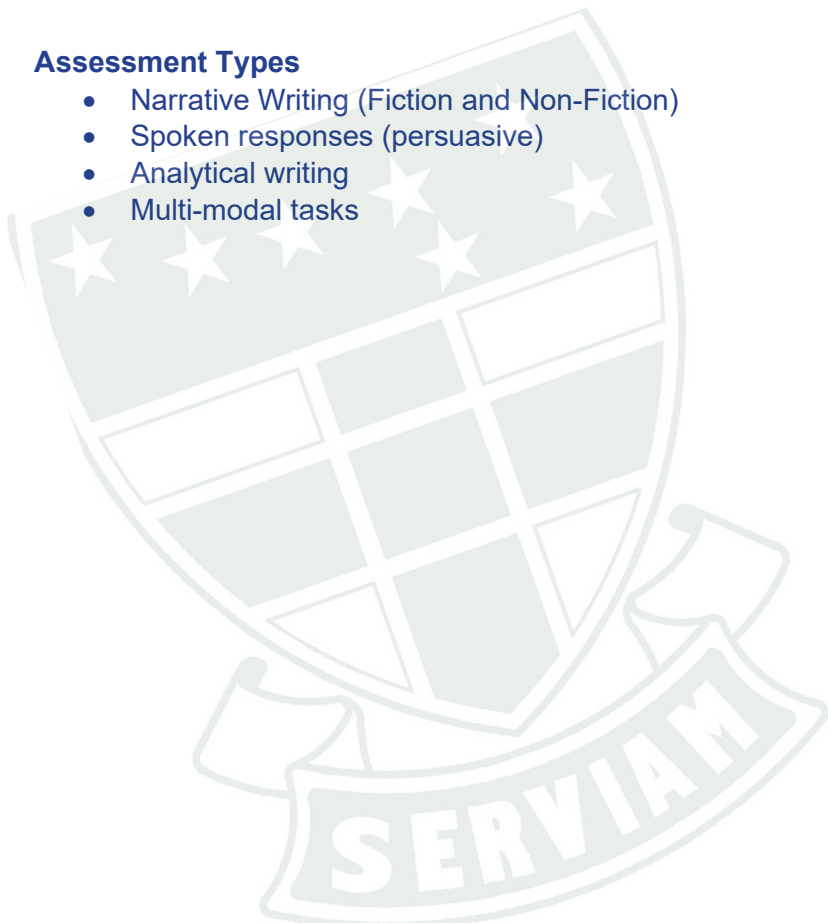 Assessment Types
• Narrative Writing (Fiction and Non-Fiction)
• Spoken responses (persuasive)
• Analytical writing
• Multi-modal tasks
SERVIAM